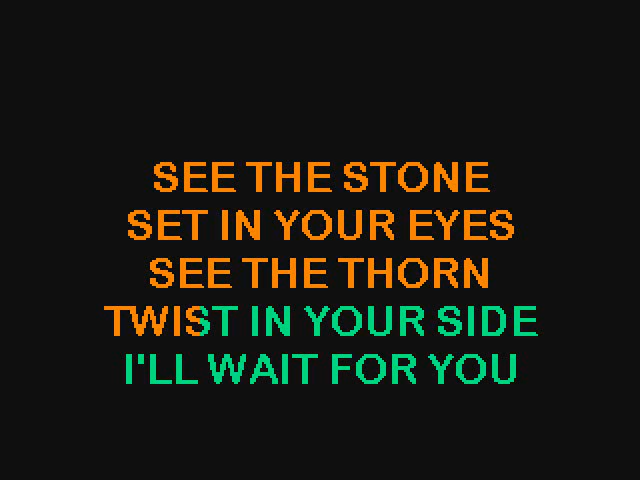 SEE THE STONE
SET IN YOUR EYES
SEE THE THORN
TWIST IN YOUR SIDE
I'LL WAIT FOR YOU